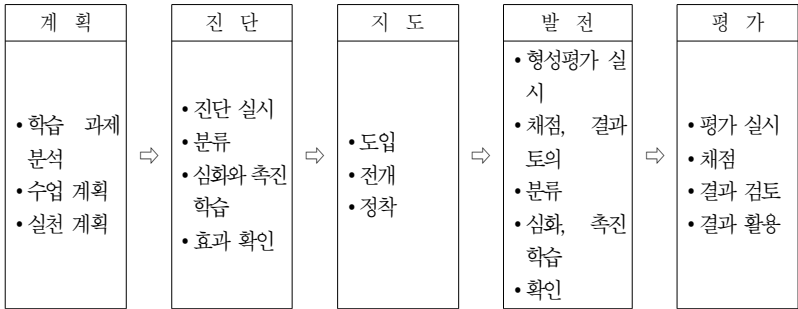 계 획
• 학습 과제
분석
• 수업 계획
• 실천 계획
⇨
진 단
• 진단 실시
• 분류
• 심화와 촉진
학습
• 효과 확인
⇨
지 도
• 도입
• 전개
• 정착
⇨
발 전
• 형성평가 실
시
• 채점, 결과
토의
• 분류
• 심화, 촉진
학습
• 확인
⇨
평 가
• 평가 실시
• 채점
• 결과 검토
• 결과 활용